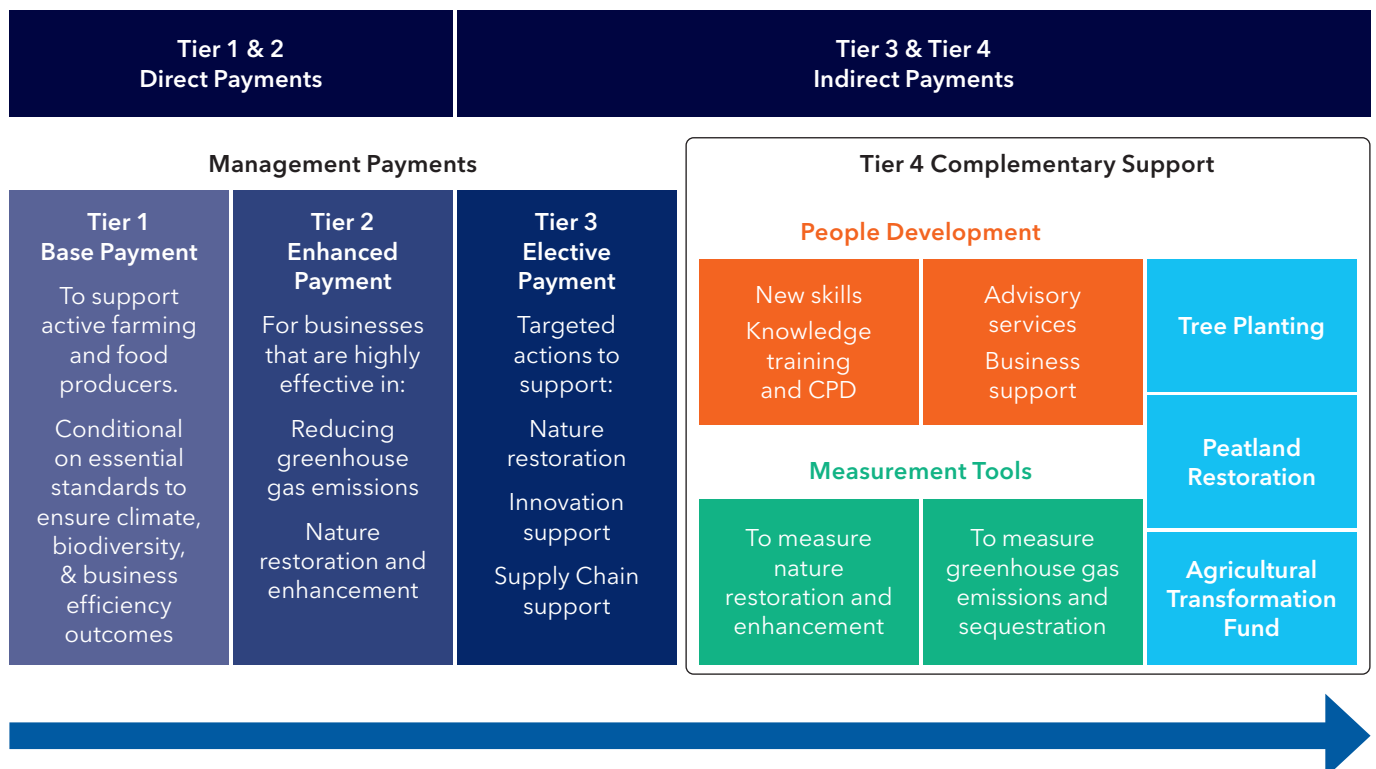 Tier 1 & 2
Direct Payments
Tier 3 & Tier 4
Indirect Payments
Management Payments
Tier 1
Base Payment
To support
active farming
and food
producers.
Conditional
on essential
standards to
ensure climate,
biodiversity,
& business
efficiency
outcomes
Tier 2
Enhanced
Payment
For businesses
that are highly
effective in:
Reducing
greenhouse
gas emissions
Nature
restoration and
enhancement
Tier 3
Elective
Payment
Targeted
actions to
support:
Nature
restoration
Innovation
support
Supply Chain
support
Tier 4 Complementary Support
People Development
New skills
Knowledge
training
and CPD
Advisory
services
Business
support
Measurement Tools
To measure
nature
restoration and
enhancement
To measure
greenhouse gas
emissions and
sequestration
Tree Planting
Peatland
Restoration
Agricultural
Transformation
Fund